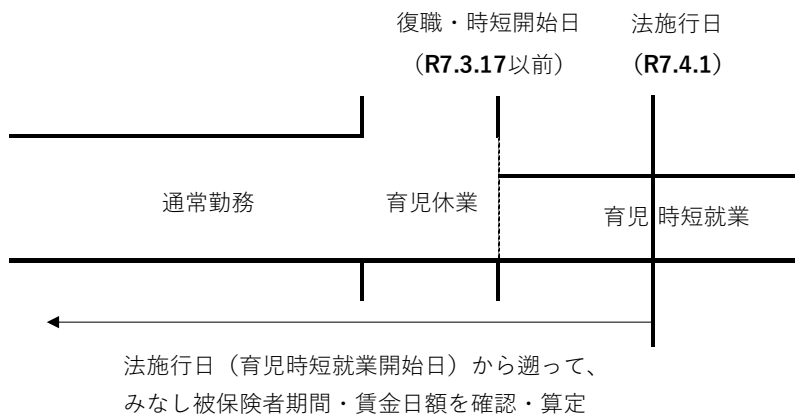 復職・時短開始日
（R7.3.17以前）
法施行日
（R7.4.1）
通常勤務
育児休業
育児時短就業
法施行日（育児時短就業開始日）から遡って、
みなし被保険者期間・賃金日額を確認・算定